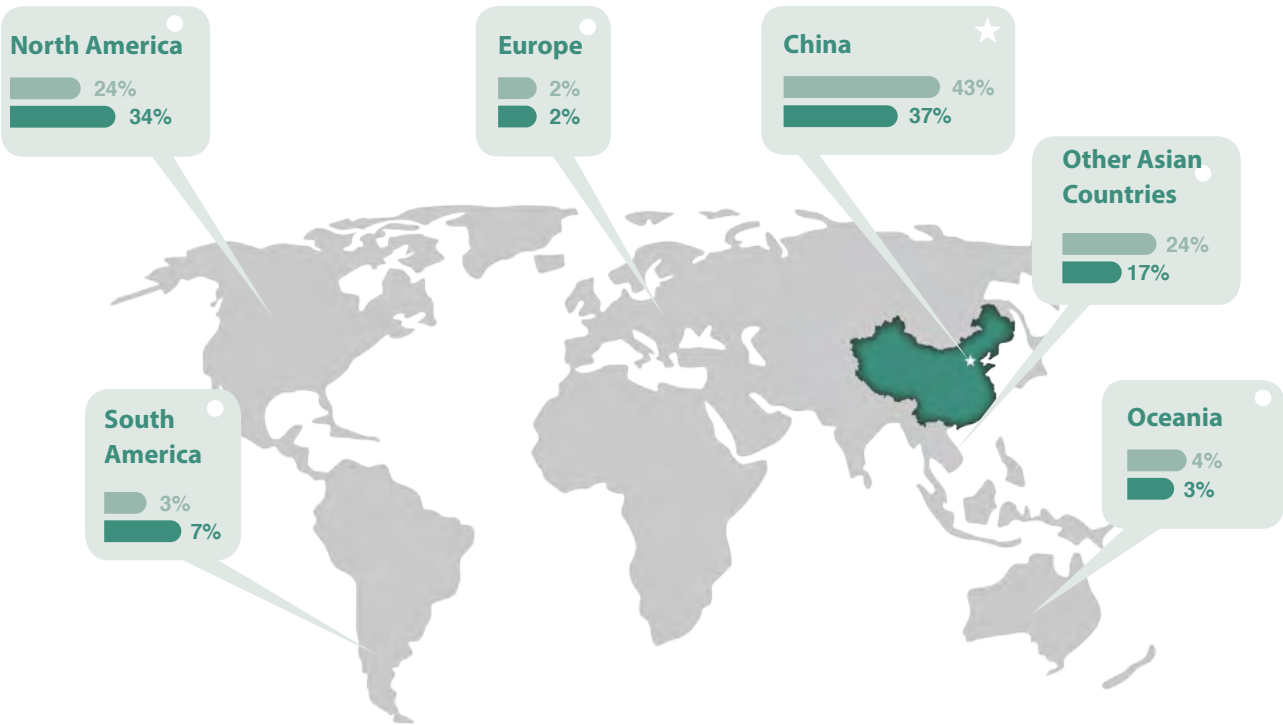 North America
24%
34%
Europe
2%
2%
China
43%
37%
Other Asian
Countries
24%
17%
South
America
3%
7%
Oceania
4%
3%